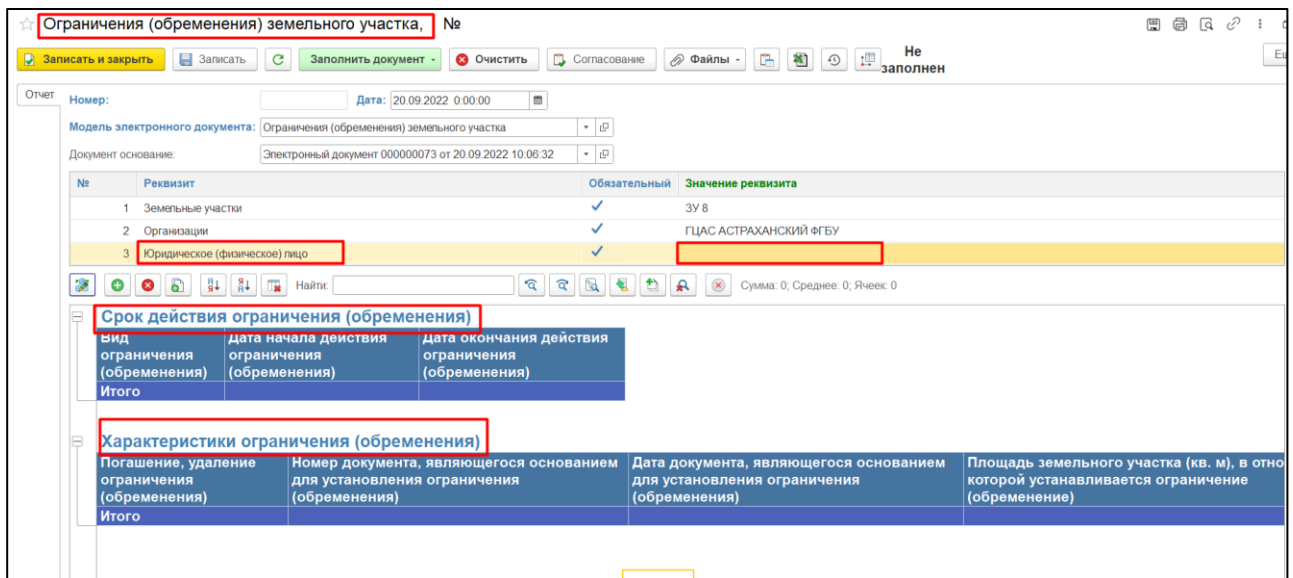 Ограничения (обременения) земельного участка, №
Записать и закрыть Записать Заполнить документ Очистить Согласование Файлы Не заполнен
Отчет
Номер: Дата: 20.09.2022 0:00:00
Модель электронного документа: Ограничения (обременения) земельного участка
Документ основание: Электронный документ 000000073 от 20.09.2022 10:06:32
№ Реквизит Обязательный Значение реквизита
1 Земельные участки ЗУ 8
2 Организации ГЦАС АСТРАХАНСКИЙ ФГБУ
3 Юридическое (физическое) лицо
Найти: Сумма: 0; Среднее: 0; Ячеек: 0
Срок действия ограничения (обременения)
Вид Дата начала действия Дата окончания действия
ограничения ограничения ограничения
(обременения) (обременения) (обременения)
Итого
Характеристики ограничения (обременения)
Погашение, удаление Номер документа, являющегося основанием Дата документа, являющегося основанием Площадь земельного участка (кв. м), в отно
ограничения для установления ограничения для установления ограничения которой устанавливается ограничение
(обременения) (обременения) (обременения) (обременение)
Итого